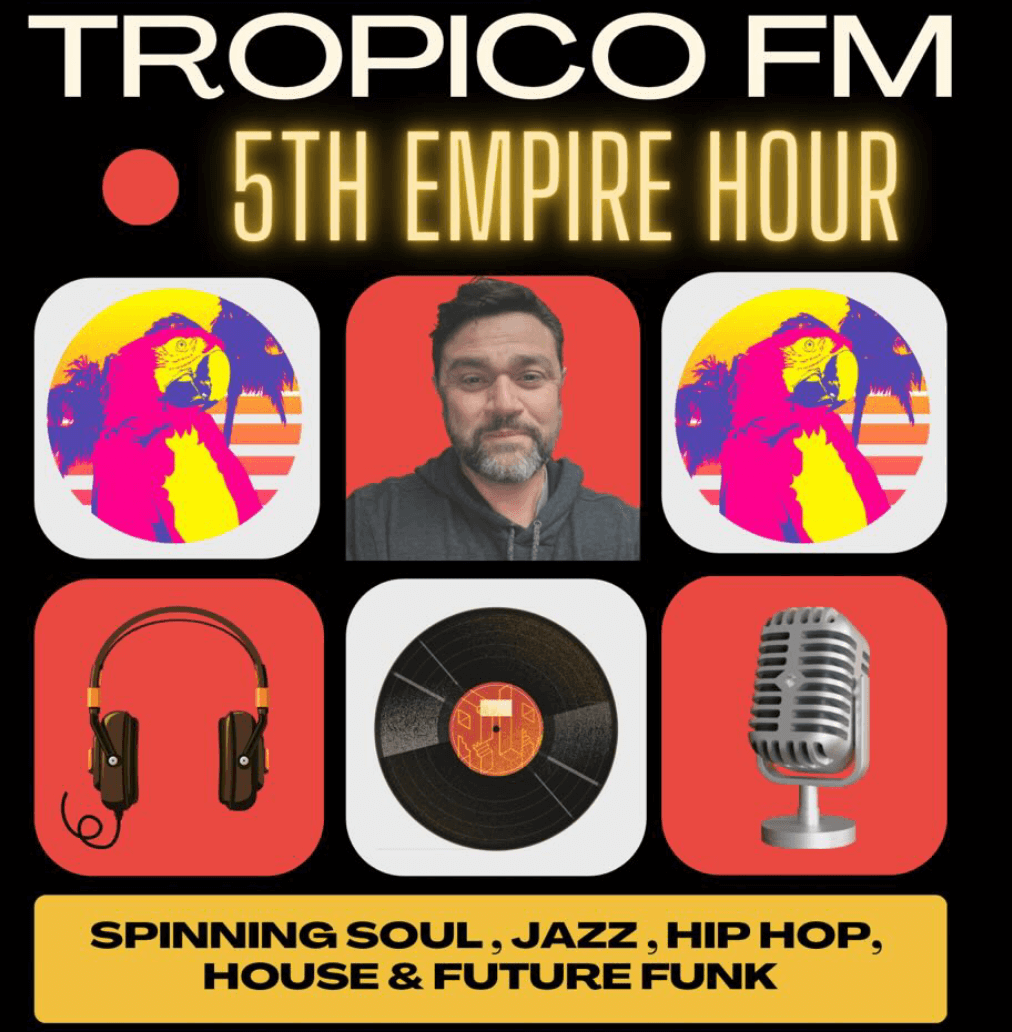 TROPICO FM
5TH EMPIRE HOUR
SPINNING SOUL , JAZZ , HIP HOP,
HOUSE & FUTURE FUNK